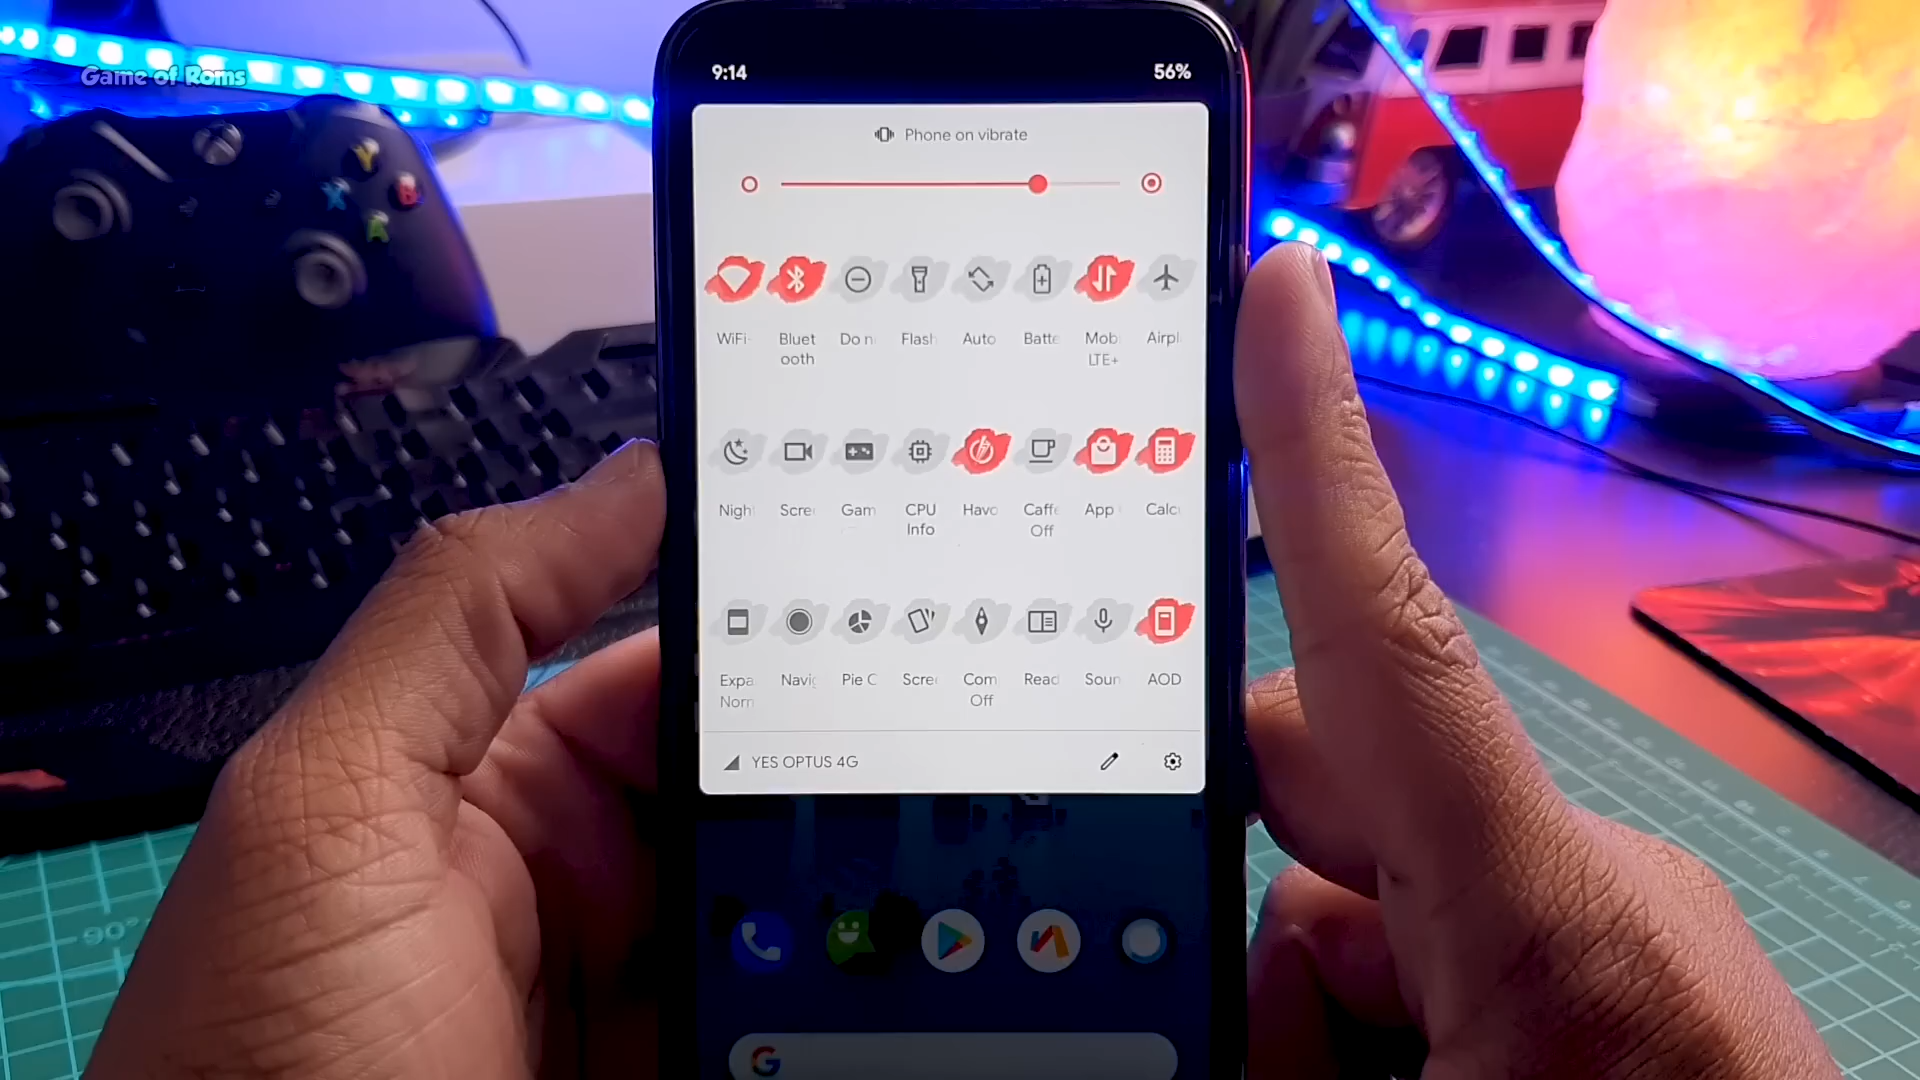 Game of Roms
9:14
56%
Phone on vibrate
WiFi-
Bluet
ooth
Do n
Flash
Auto
Batte
Mob
LTE+
Airpl
Y
X
B
A
Nigh
Scre
Gam
CPU
Info
Havo
Caffe
Off
App
Calc
Expa
Norn
Navig
Pie C
Scree
Com
Off
Read
Soun
AOD
YES OPTUS 4G
90°
G